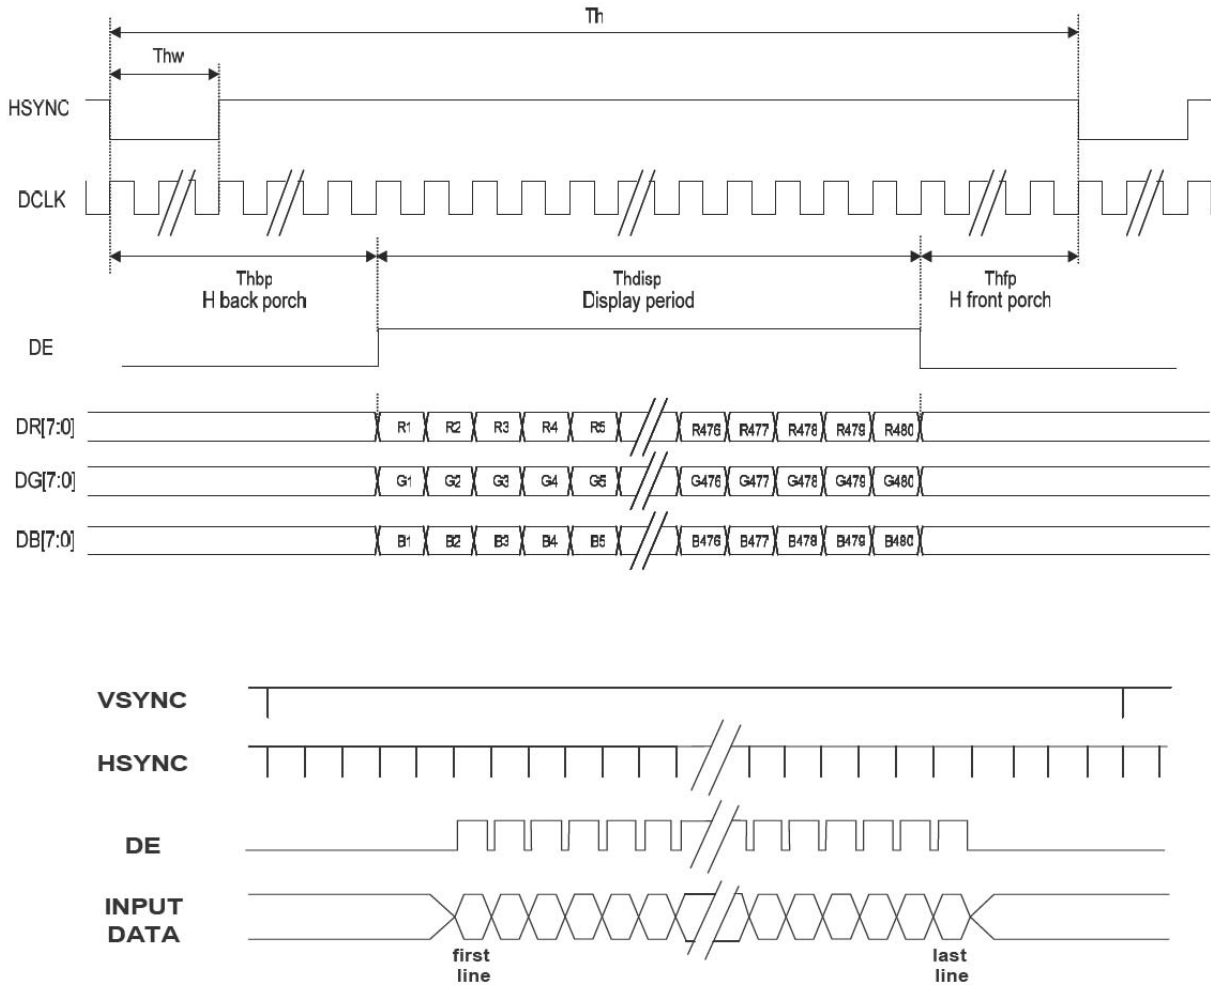 Th
Thw
HSYNC
DCLK
Thbp
H back porch
Thdisp
Display period
Thfp
H front porch
DE
DR[7:0] R1 R2 R3 R4 R5 R476 R477 R478 R479 R480
DG[7:0] G1 G2 G3 G4 G5 G476 G477 G478 G479 G480
DB[7:0] B1 B2 B3 B4 B5 B476 B477 B478 B479 B480
VSYNC
HSYNC
DE
INPUT
DATA
first
line
last
line